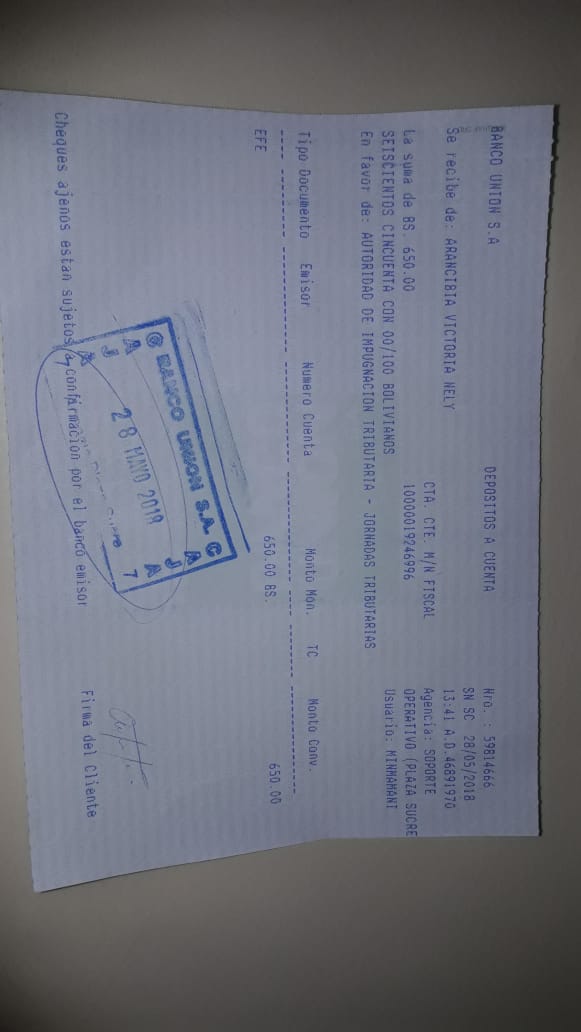 BANCO UNION S.A DEPOSITOS A CUENTA Nro. : 59814666
SN SC 28/05/2018
Se recibe de: ARANCIBIA VICTORIA NELY CTA. CTE. M/N FISCAL 13:41 A.D.46891970
10000019246996 Agencia: SOPORTE
La suma de BS. 650.00 OPERATIVO (PLAZA SUCRE
SEISCIENTOS CINCUENTA CON 00/100 BOLIVIANOS Usuario: MINMAMANI
En favor de: AUTORIDAD DE IMPUGNACION TRIBUTARIA - JORNADAS TRIBUTARIAS
Tipo Documento Emisor Numero Cuenta Monto Mon. TC Monto Conv.
EFE 650.00 BS. 650.00
BANCO UNION S.A.
CAJA
28 MAYO 2018
CAJA 7
Cheques ajenos estan sujetos a confirmacion por el banco emisor Firma del Cliente